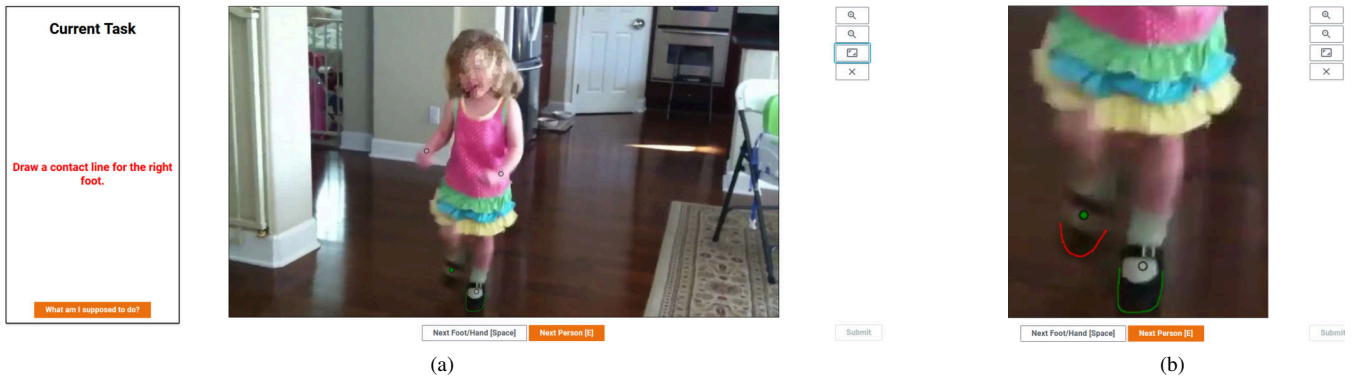 Current Task
Draw a contact line for the right
foot.
What am I supposed to do?
Next Foot/Hand [Space]
Next Person [E]
Submit
(a)
Next Foot/Hand [Space]
Next Person [E]
Submit
(b)